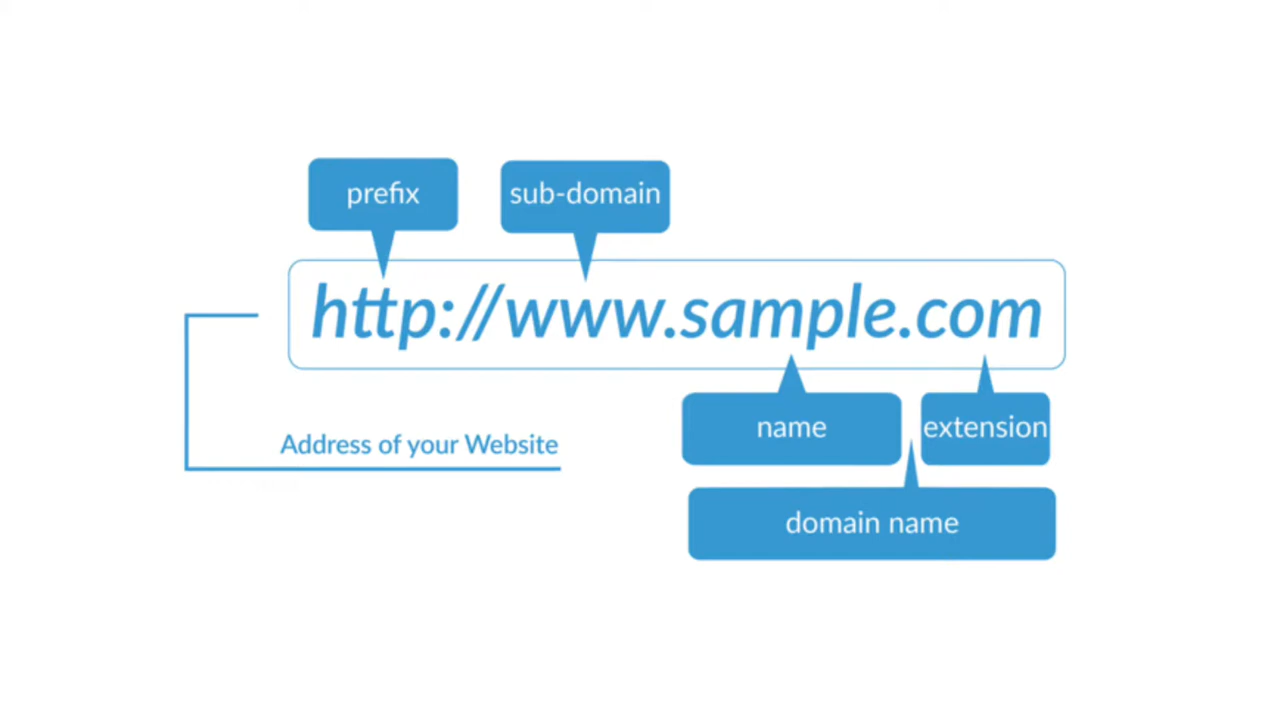 prefix
sub-domain
http://www.sample.com
Address of your Website
name
extension
domain name